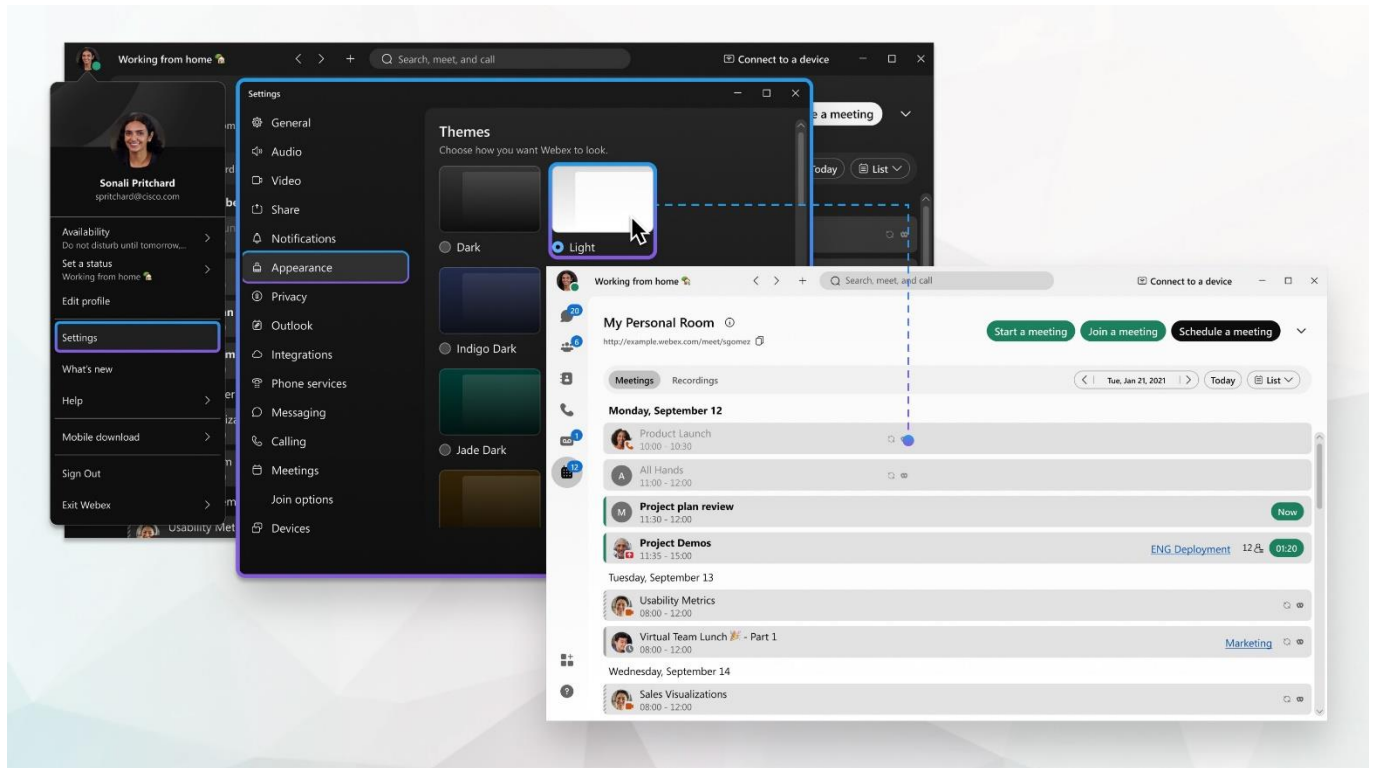 Working from home
Search, meet, and call
Connect to a device
Sonali Pritchard
spritchard@cisco.com
Availability
Do not disturb until tomorrow,...
Set a status
Working from home
Edit profile
Settings
What's new
Help
Mobile download
Sign Out
Exit Webex
Settings
General
Audio
Video
Share
Notifications
Appearance
Privacy
Outlook
Integrations
Phone services
Messaging
Calling
Meetings
Join options
Devices
Themes
Choose how you want Webex to look.
Dark
Light
Indigo Dark
Jade Dark
a meeting
List
Usability Met
Working from home
Search, meet, and call
Connect to a device
20
6
1
12
My Personal Room
http://example.webex.com/meet/sgomez
Start a meeting
Join a meeting
Schedule a meeting
Meetings
Recordings
Tue, Jan 21, 2021
Today
List
Monday, September 12
Product Launch
10:00 - 10:30
A
All Hands
11:00 - 12:00
M
Project plan review
11:30 - 12:00
Now
Project Demos
11:35 - 15:00
ENG Deployment
12
01:20
Tuesday, September 13
Usability Metrics
08:00 - 12:00
Virtual Team Lunch 🎉 - Part 1
08:00 - 12:00
Marketing
Wednesday, September 14
Sales Visualizations
08:00 - 12:00